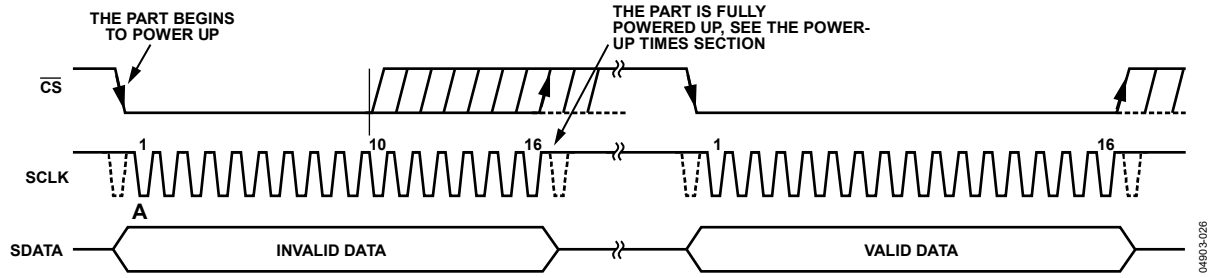 THE PART BEGINS
TO POWER UP
THE PART IS FULLY
POWERED UP, SEE THE POWER-
UP TIMES SECTION
CS
1
10
16
1
16
SCLK
A
SDATA
INVALID DATA
VALID DATA
04903-026